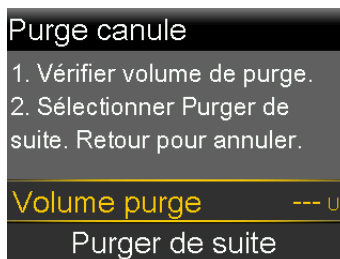 Purge canule
1. Vérifier volume de purge.
2. Sélectionner Purger de
suite. Retour pour annuler.
Volume purge --- U
Purger de suite